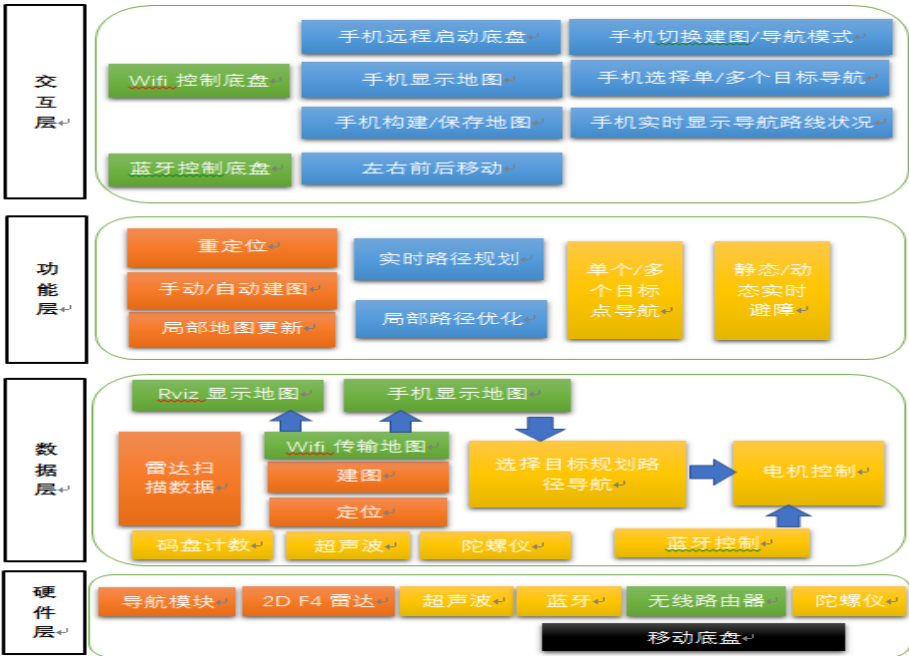 交
互
层
手机远程启动底盘
手机切换建图/导航模式
Wifi 控制底盘
手机显示地图
手机选择单/多个目标导航
手机构建/保存地图
手机实时显示导航路线状况
蓝牙控制底盘
左右前后移动
功
能
层
重定位
手动/自动建图
局部地图更新
实时路径规划
局部路径优化
单个/多
个目标
点导航
静态/动
态实时
避障
数
据
层
Rviz 显示地图
手机显示地图
雷达扫
描数据
Wifi 传输地图
建图
定位
选择目标规划路
径导航
电机控制
码盘计数
超声波
陀螺仪
蓝牙控制
硬
件
层
导航模块
2D F4 雷达
超声波
蓝牙
无线路由器
陀螺仪
移动底盘